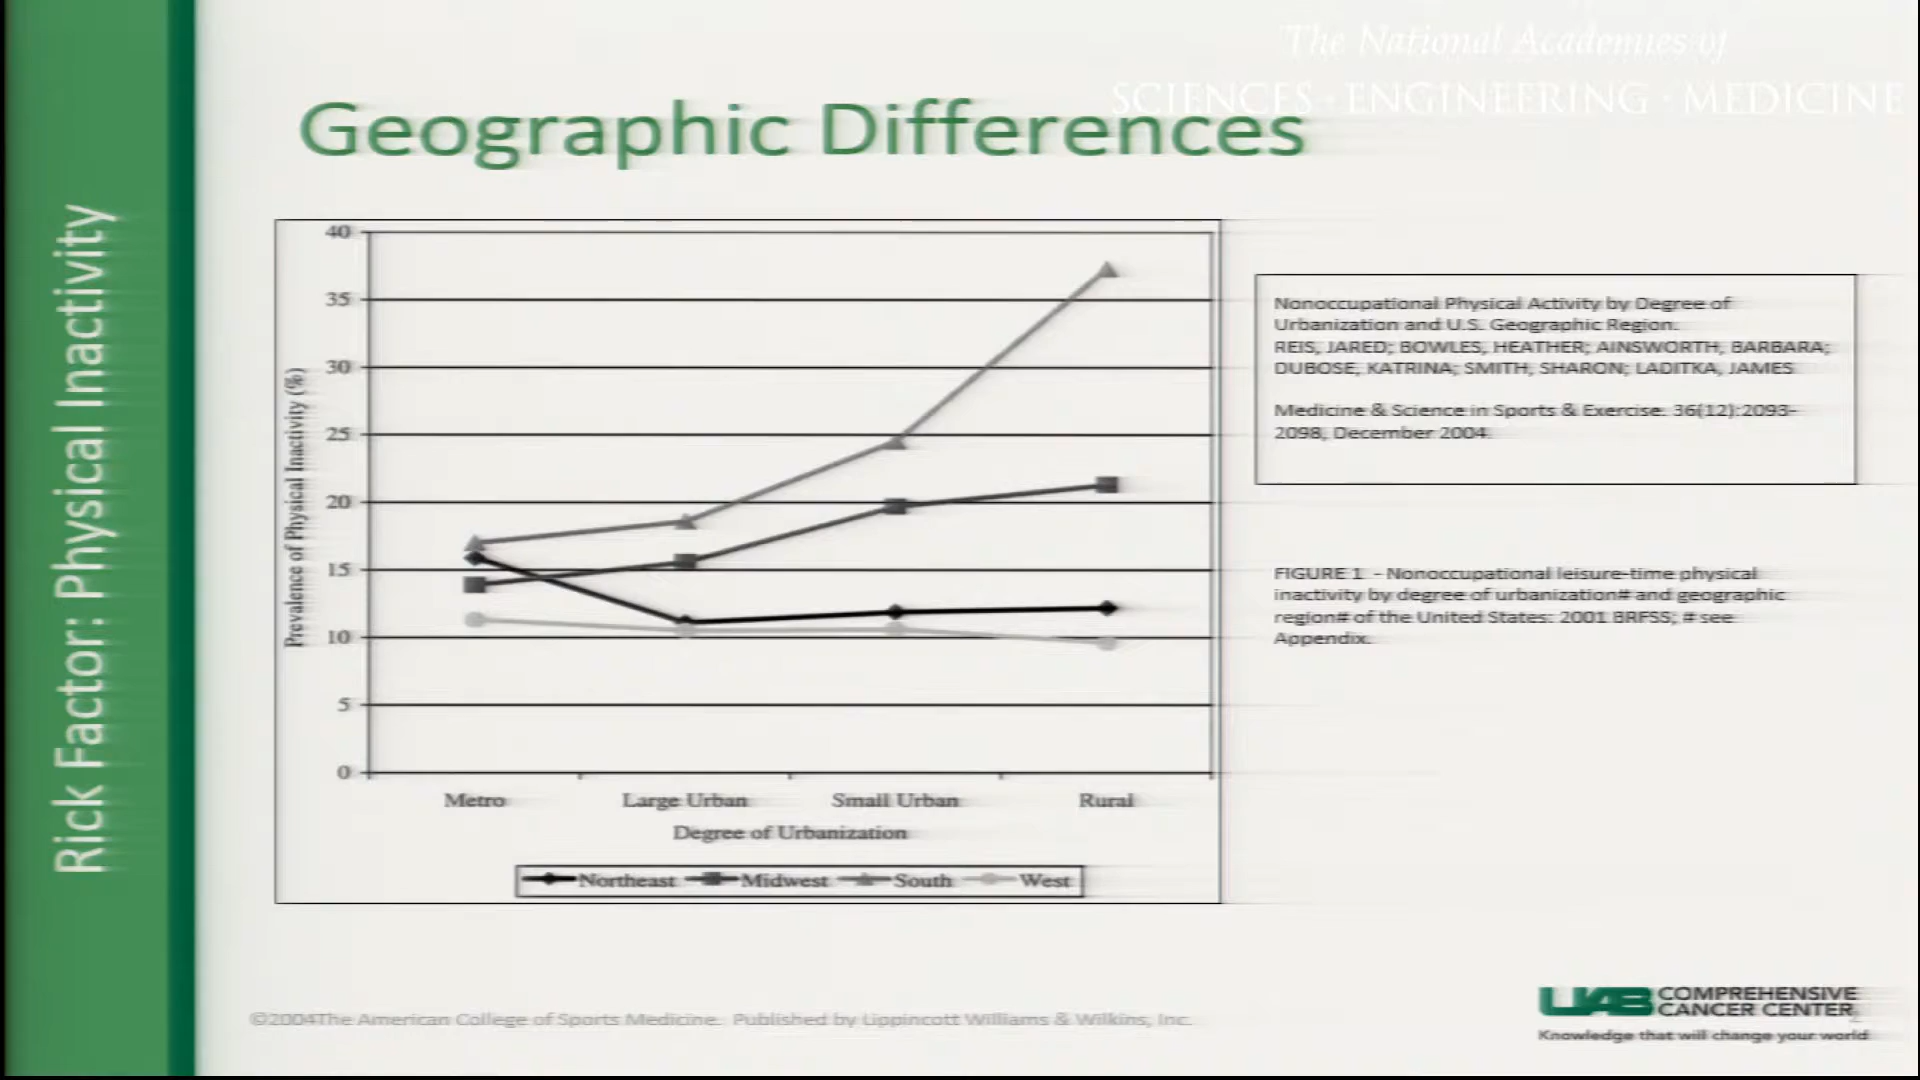 The National Academies of
SCIENCES · ENGINEERING · MEDICINE
Geographic Differences
Rick Factor: Physical Inactivity
40
35
30
25
20
15
10
5
0
Prevalence of Physical Inactivity (%)
Metro Large Urban Small Urban Rural
Degree of Urbanization
Northeast Midwest South West
Nonoccupational Physical Activity by Degree of
Urbanization and U.S. Geographic Region.
REIS, JARED; BOWLES, HEATHER; AINSWORTH, BARBARA;
DUBOSE, KATRINA; SMITH, SHARON; LADITKA, JAMES
Medicine & Science in Sports & Exercise. 36(12):2093-
2098, December 2004.
FIGURE 1 - Nonoccupational leisure-time physical
inactivity by degree of urbanization# and geographic
region# of the United States: 2001 BRFSS; # see
Appendix.
©2004The American College of Sports Medicine. Published by Lippincott Williams & Wilkins, Inc.
UAB COMPREHENSIVE
CANCER CENTER
Knowledge that will change your world